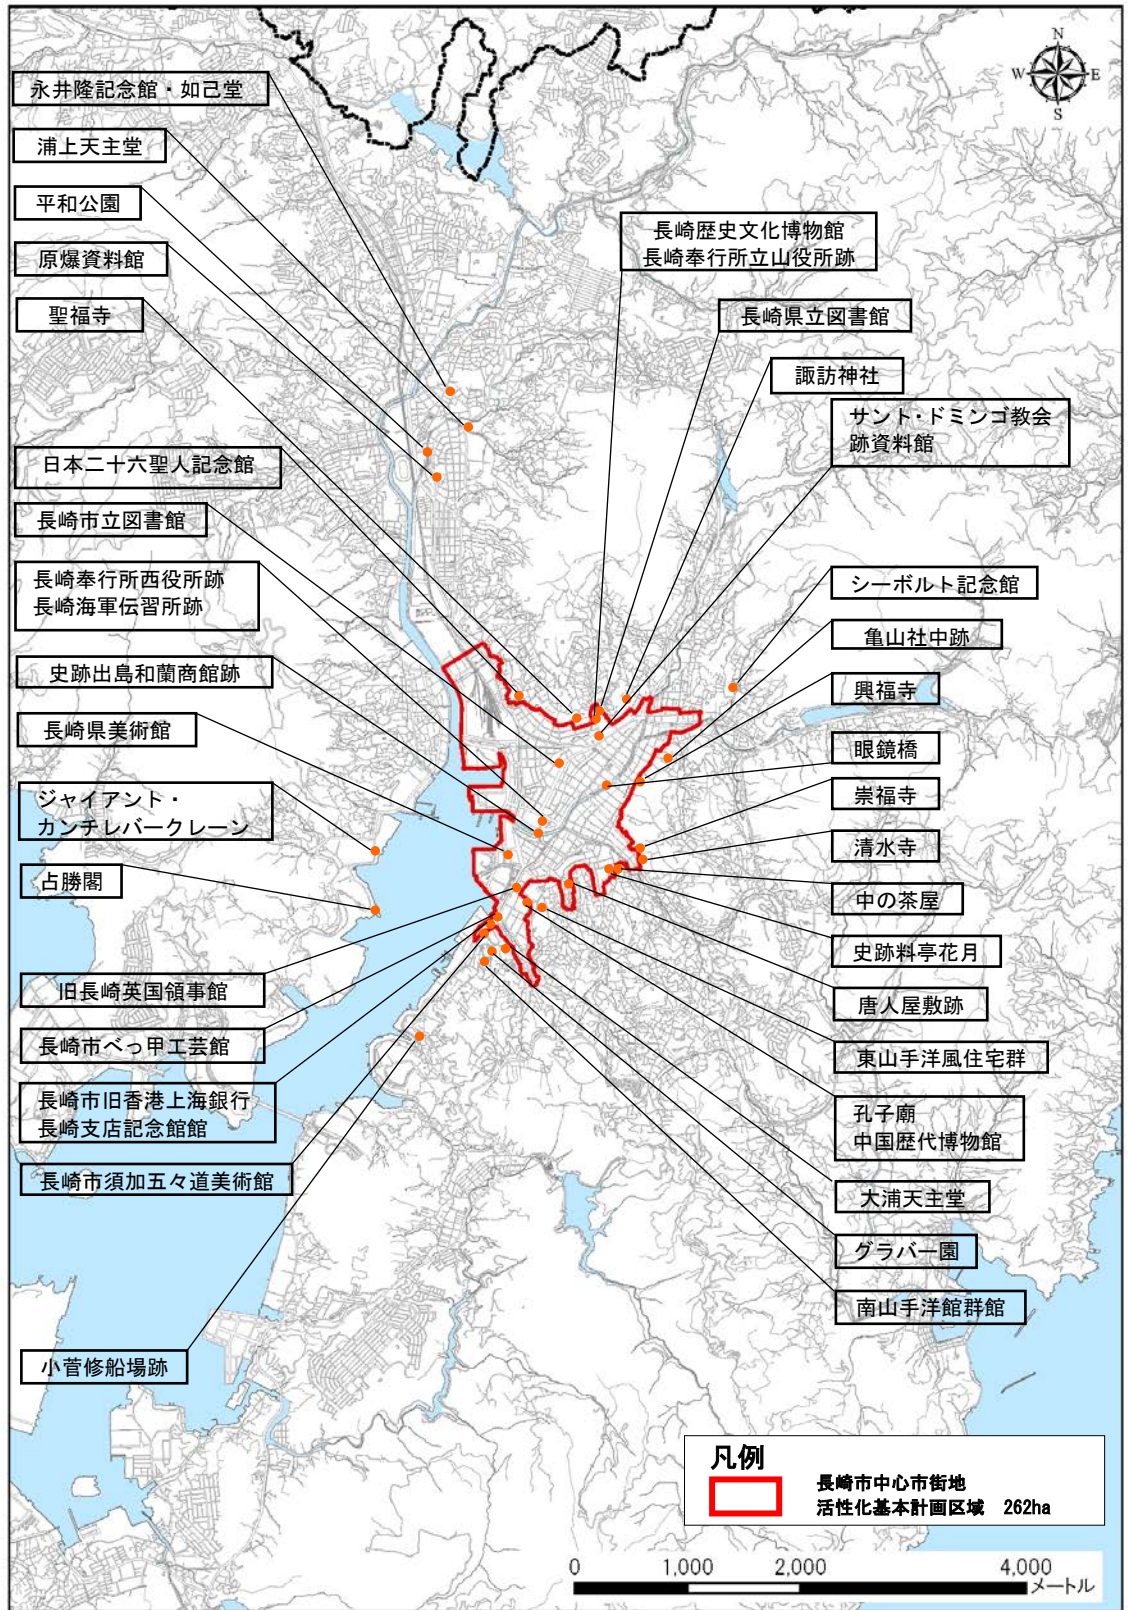 N
W
E
S
永井隆記念館・如己堂
浦上天主堂
平和公園
原爆資料館
聖福寺
日本二十六聖人記念館
長崎市立図書館
長崎奉行所西役所跡
長崎海軍伝習所跡
史跡出島和蘭商館跡
長崎県美術館
ジャイアント・
カンチレバークレーン
占勝閣
旧長崎英国領事館
長崎市べっ甲工芸館
長崎市旧香港上海銀行
長崎支店記念館館
長崎市須加五々道美術館
小菅修船場跡
長崎歴史文化博物館
長崎奉行所立山役所跡
長崎県立図書館
諏訪神社
サント・ドミンゴ教会
跡資料館
シーボルト記念館
亀山社中跡
興福寺
眼鏡橋
崇福寺
清水寺
中の茶屋
史跡料亭花月
唐人屋敷跡
東山手洋風住宅群
孔子廟
中国歴代博物館
大浦天主堂
グラバー園
南山手洋館群館
凡例
長崎市中心市街地
活性化基本計画区域 262ha
0 1,000 2,000 4,000
メートル